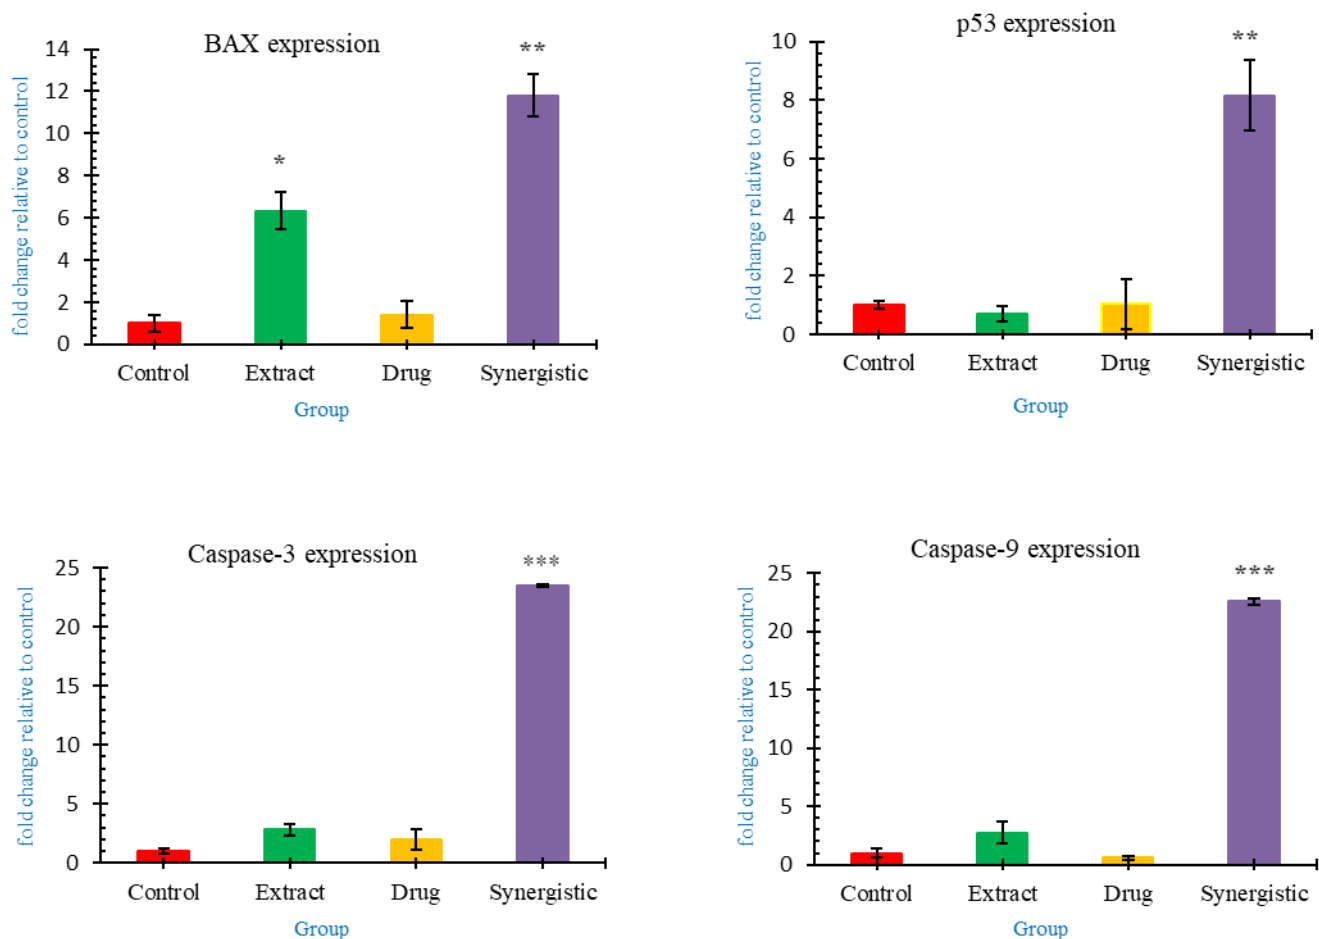 BAX expression
**
*
14
12
10
8
6
4
2
0
fold change relative to control
Control Extract Drug Synergistic
Group
p53 expression
**
10
8
6
4
2
0
fold change relative to control
Control Extract Drug Synergistic
Group
Caspase-3 expression
***
25
20
15
10
5
0
fold change relative to control
Control Extract Drug Synergistic
Group
Caspase-9 expression
***
25
20
15
10
5
0
fold change relative to control
Control Extract Drug Synergistic
Group